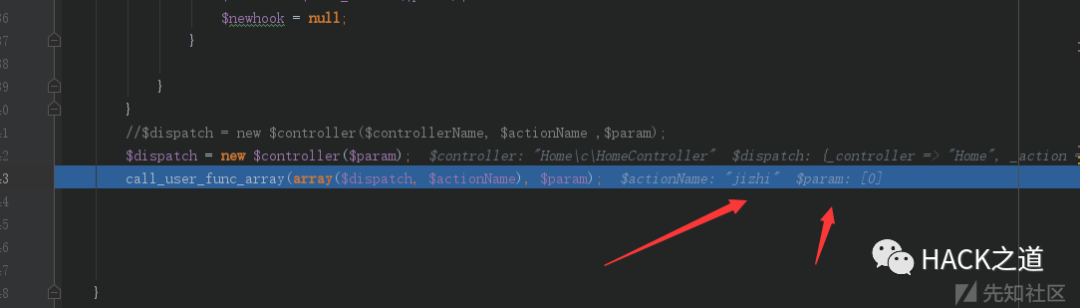 36 $newhook = null;
37 }
39 }
40 }
41 //$dispatch = new $controller($controllerName, $actionName ,$param);
42 $dispatch = new $controller($param); $controller: "Home\c\HomeController" $dispatch: {_controller => "Home", _action =
43 call_user_func_array(array($dispatch, $actionName), $param); $actionName: "jizhi" $param: [0]
44
45
46
47
48 }
HACK之道
先知社区